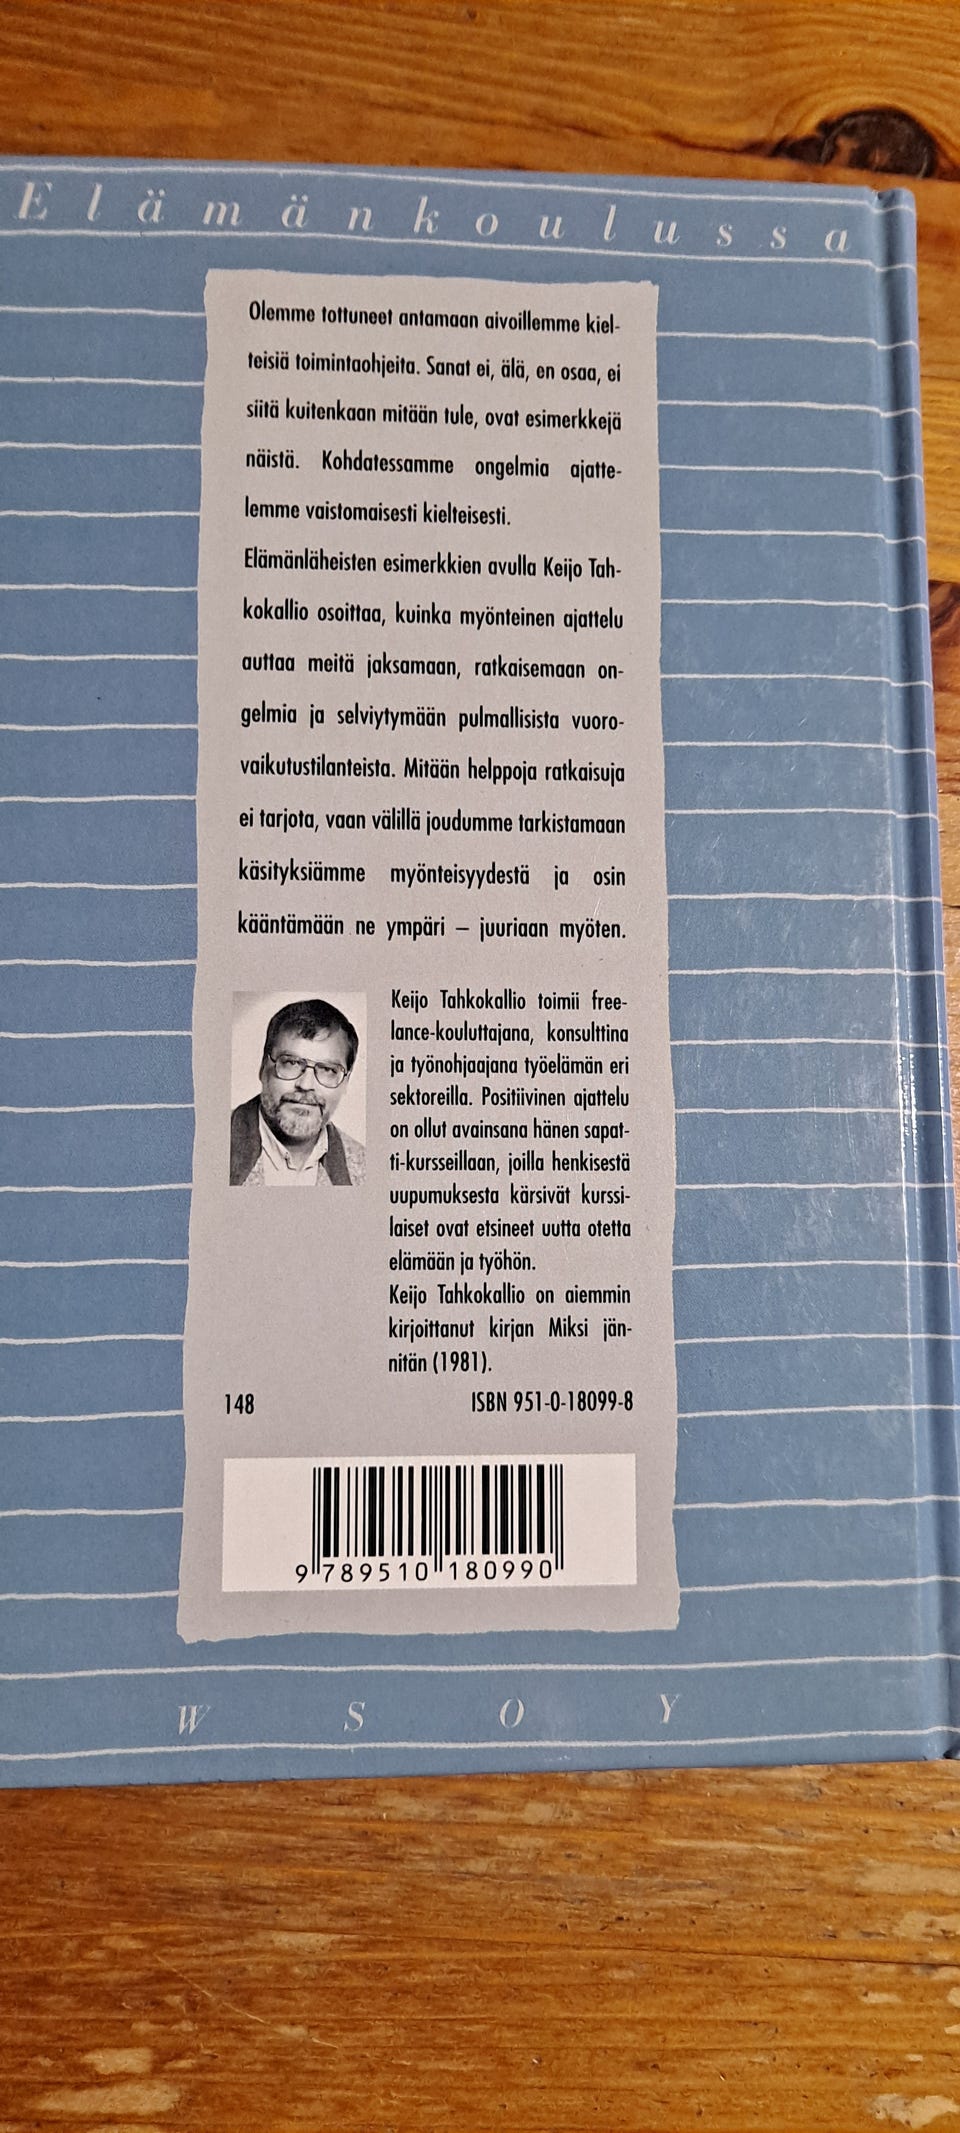 Elämänkoulussa
Olemme tottuneet antamaan aivoillemme kiel-
teisiä toimintaohjeita. Sanat ei, älä, en osaa, ei
siitä kuitenkaan mitään tule, ovat esimerkkejä
näistä. Kohdatessamme ongelmia ajatte-
lemme vaistomaisesti kielteisesti.
Elämänläheisten esimerkkien avulla Keijo Tah-
kokallio osoittaa, kuinka myönteinen ajattelu
auttaa meitä jaksamaan, ratkaisemaan on-
gelmia ja selviytymään pulmallisista vuoro-
vaikutustilanteista. Mitään helppoja ratkaisuja
ei tarjota, vaan välillä joudumme tarkistamaan
käsityksiämme myönteisyydestä ja osin
kääntämään ne ympäri – juuriaan myöten.
Keijo Tahkokallio toimii free-
lance-kouluttajana, konsulttina
ja työnohjaajana työelämän eri
sektoreilla. Positiivinen ajattelu
on ollut avainsana hänen sapat-
ti-kursseillaan, joilla henkisestä
uupumuksesta kärsivät kurssi-
laiset ovat etsineet uutta otetta
elämään ja työhön.
Keijo Tahkokallio on aiemmin
kirjoittanut kirjan Miksi jän-
nitän (1981).
148 ISBN 951-0-18099-8
9 789510 180990
WSOY